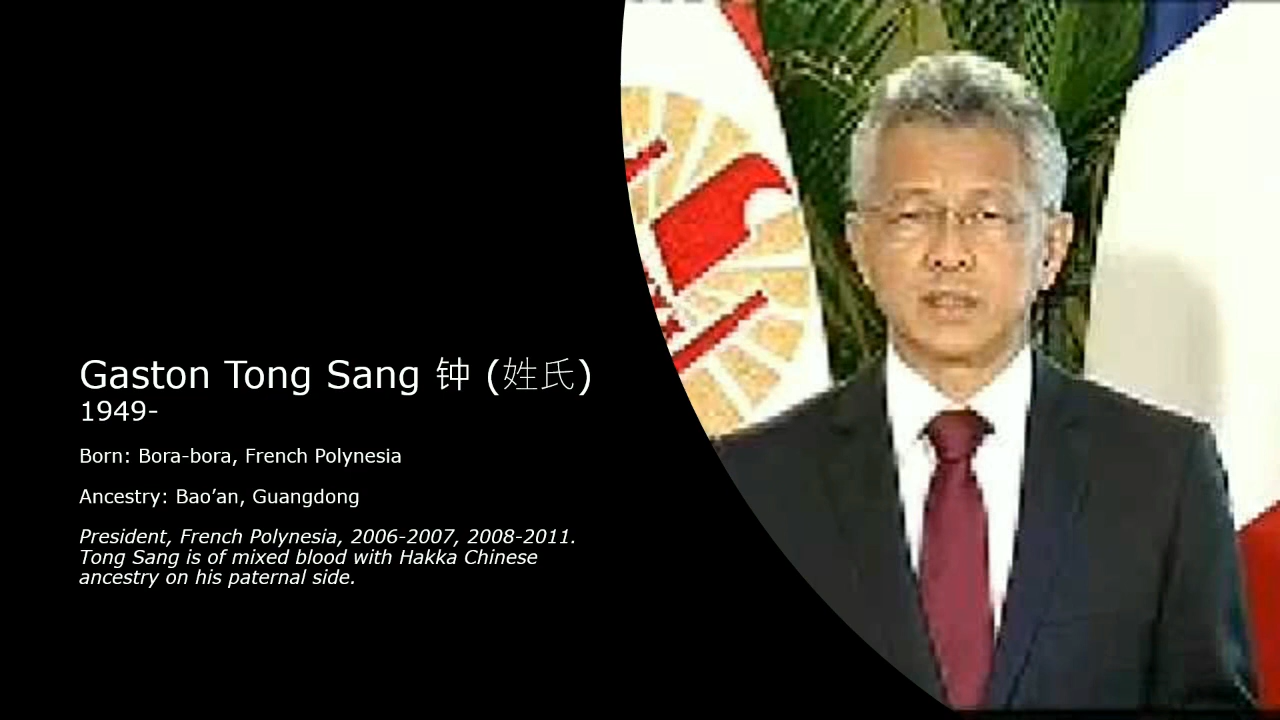 Gaston Tong Sang 钟 (姓氏)
1949-
Born: Bora-bora, French Polynesia
Ancestry: Bao’an, Guangdong
President, French Polynesia, 2006-2007, 2008-2011.
Tong Sang is of mixed blood with Hakka Chinese
ancestry on his paternal side.